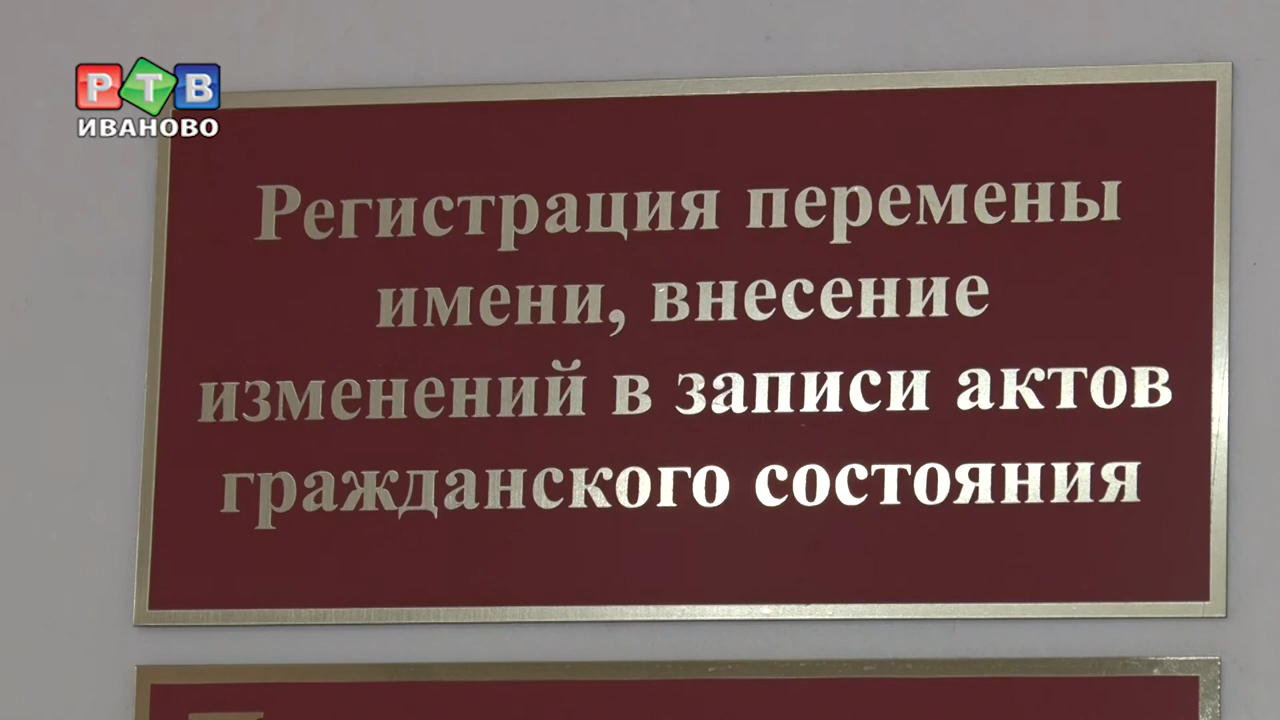 РТВ
ИВАНОВО
Регистрация перемены
имени, внесение
изменений в записи актов
гражданского состояния